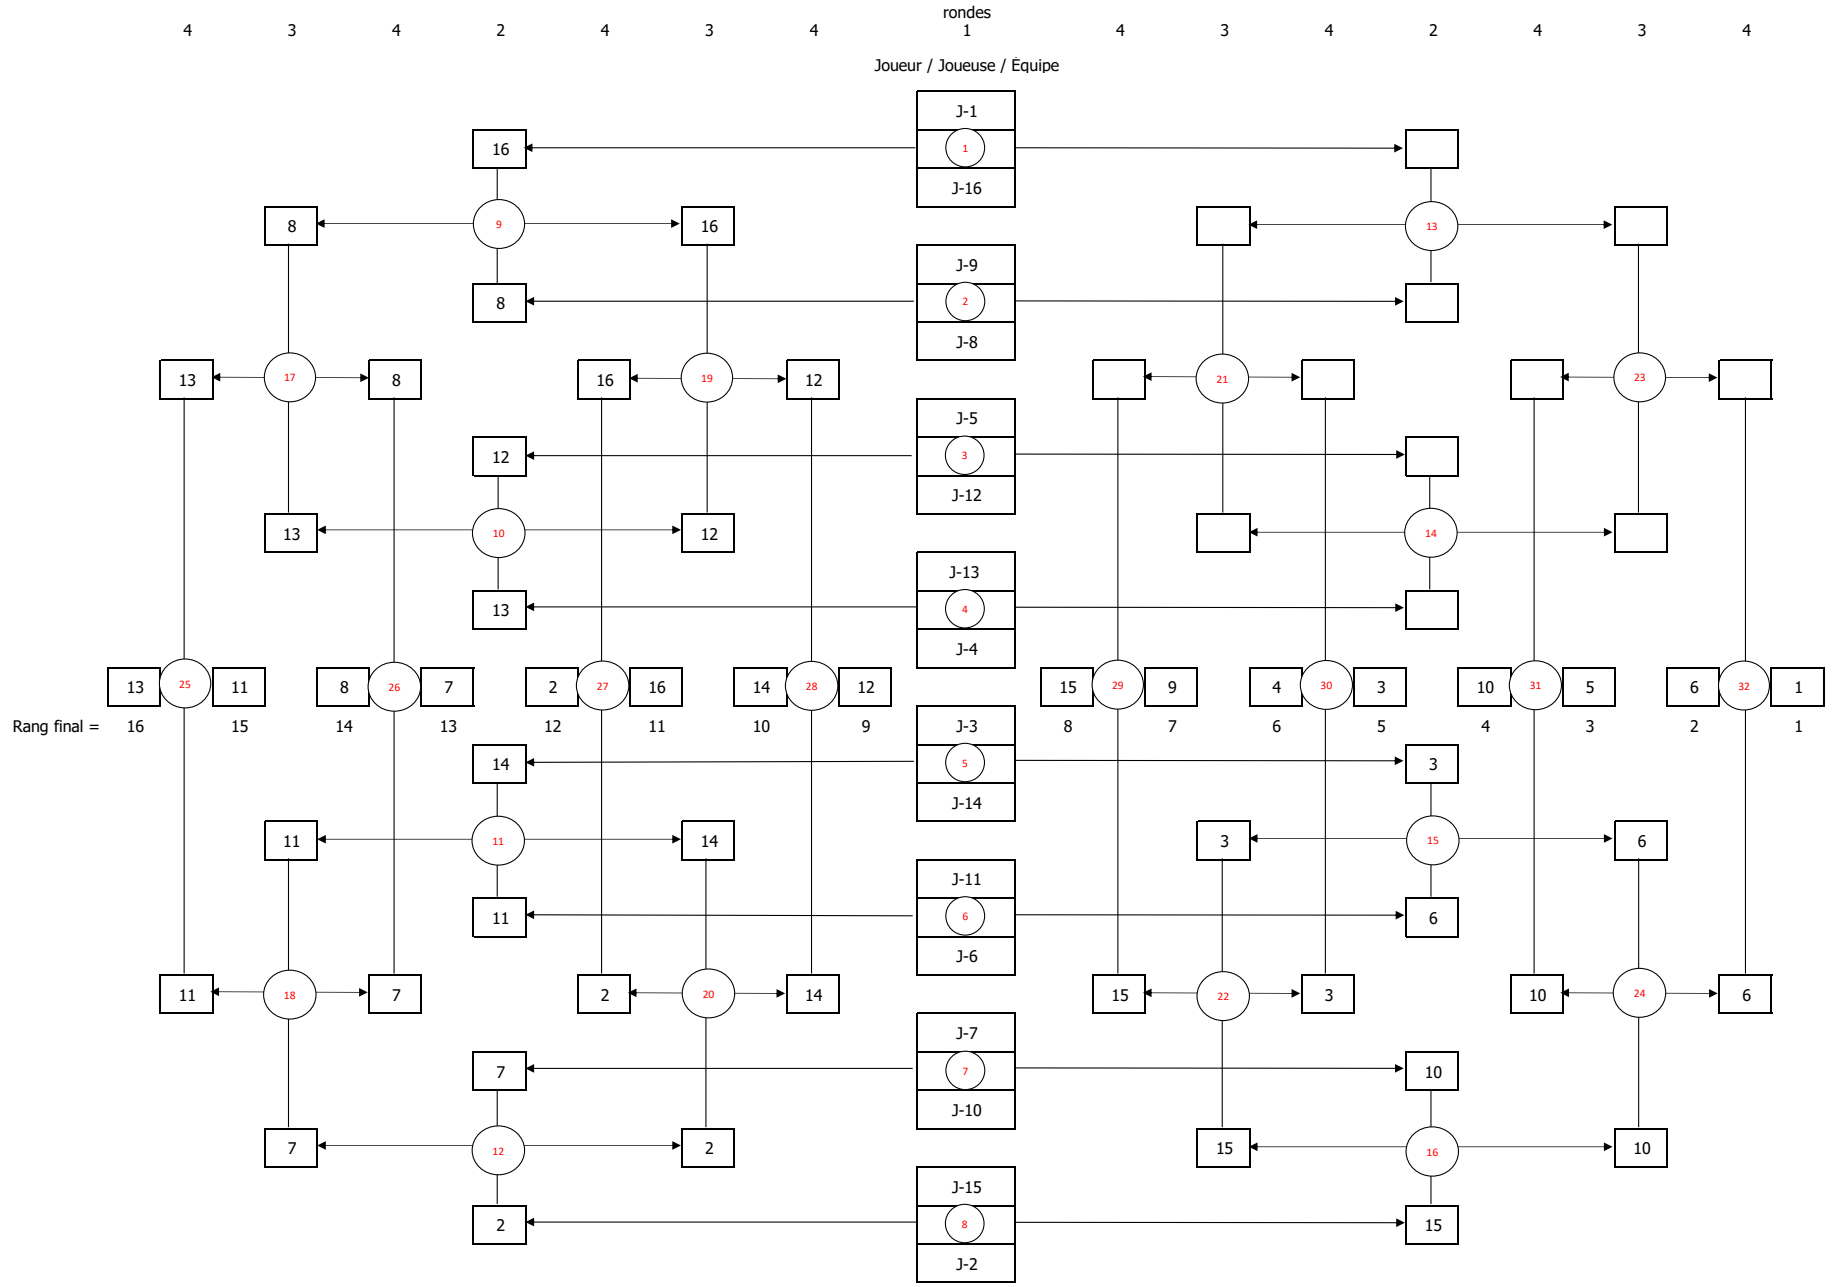 rondes
4 3 4 2 4 3 4 1 4 3 4 2 4 3 4
Joueur / Joueuse / Équipe
J-1
16 1
J-16
8 9 16 13
J-9
8 2
J-8
13 17 8 16 19 12 21 23
J-5
12 3
J-12
13 10 12 14
J-13
13 4
J-4
13 25 11 8 26 7 2 27 16 14 28 12 15 29 9 4 30 3 10 31 5 6 32 1
Rang final = 16 15 14 13 12 11 10 9 8 7 6 5 4 3 2 1
J-3
14 5 3
J-14
11 11 14 3 15 6
J-11
11 6 6
J-6
11 18 7 2 20 14 15 22 3 10 24 6
J-7
7 7 10
J-10
7 12 2 15 16 10
J-15
2 8 15
J-2